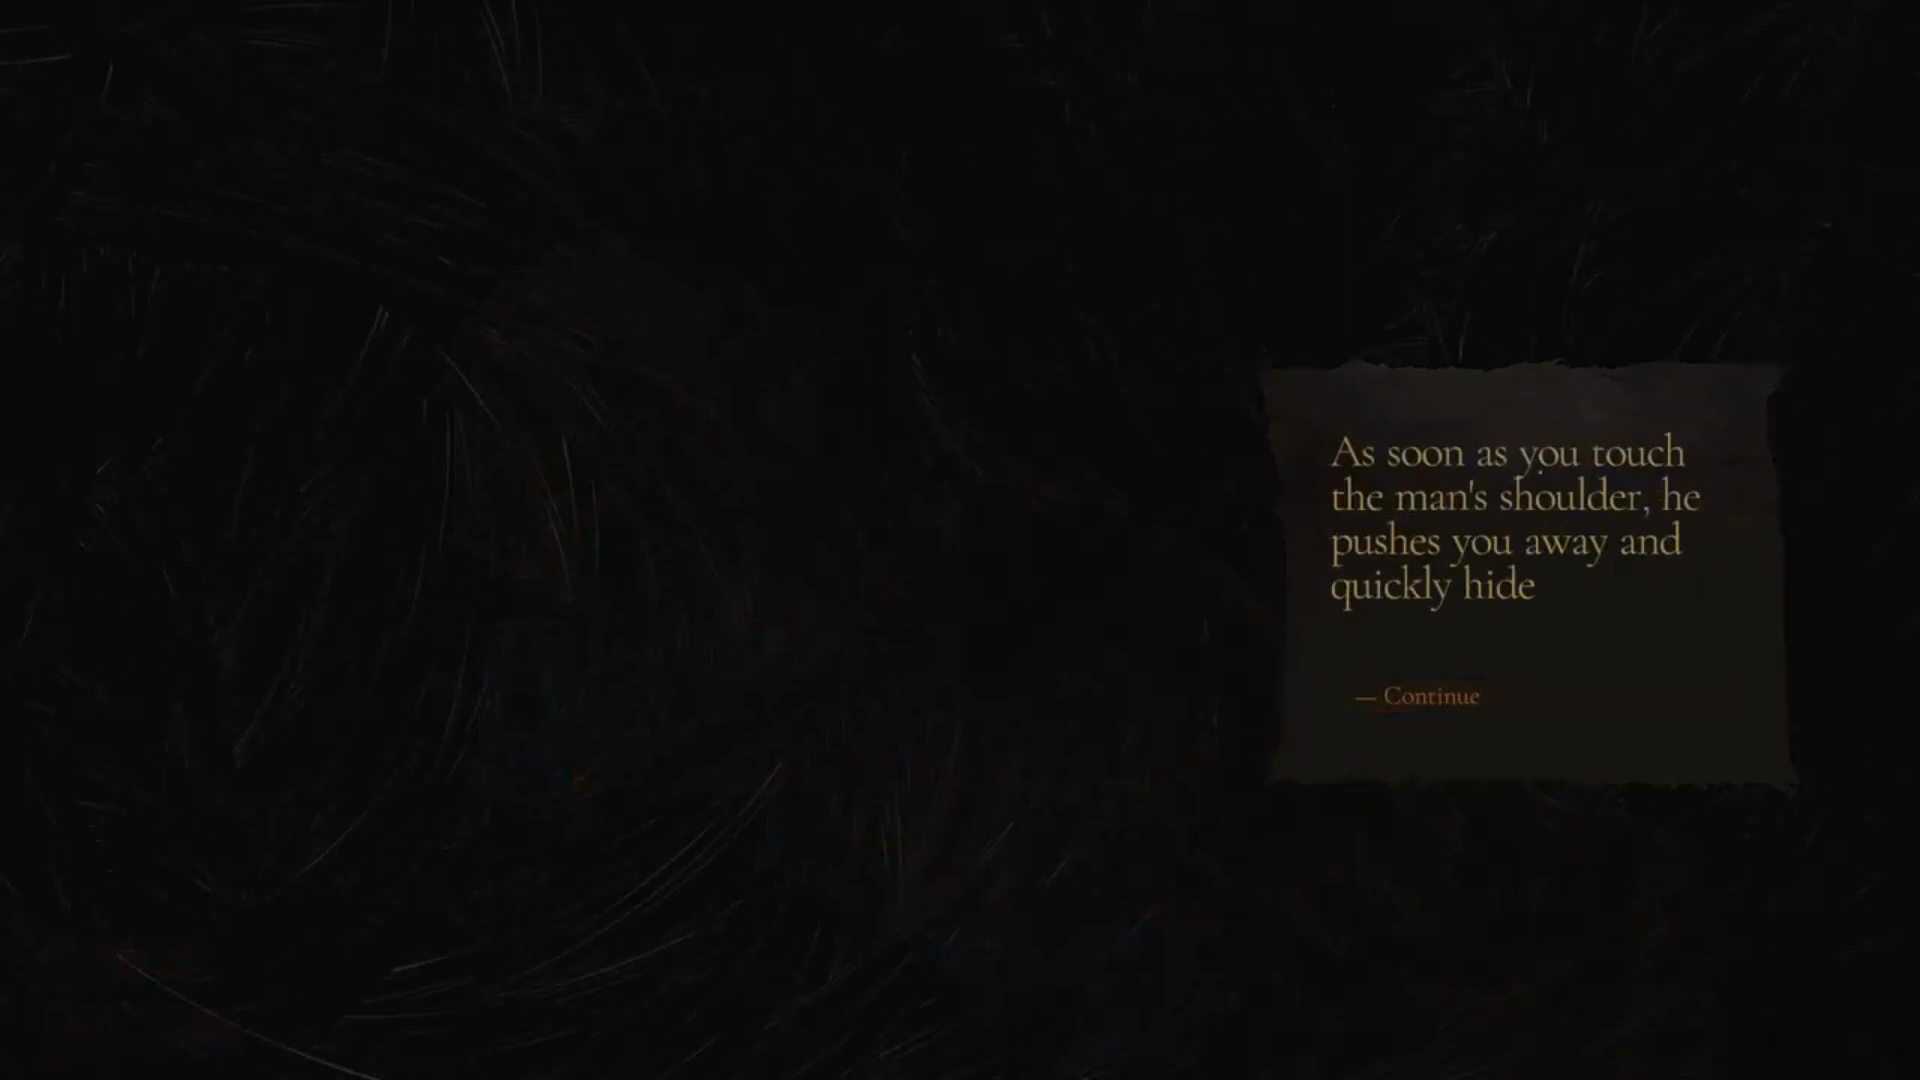 As soon as you touch
the man's shoulder, he
pushes you away and
quickly hide
— Continue